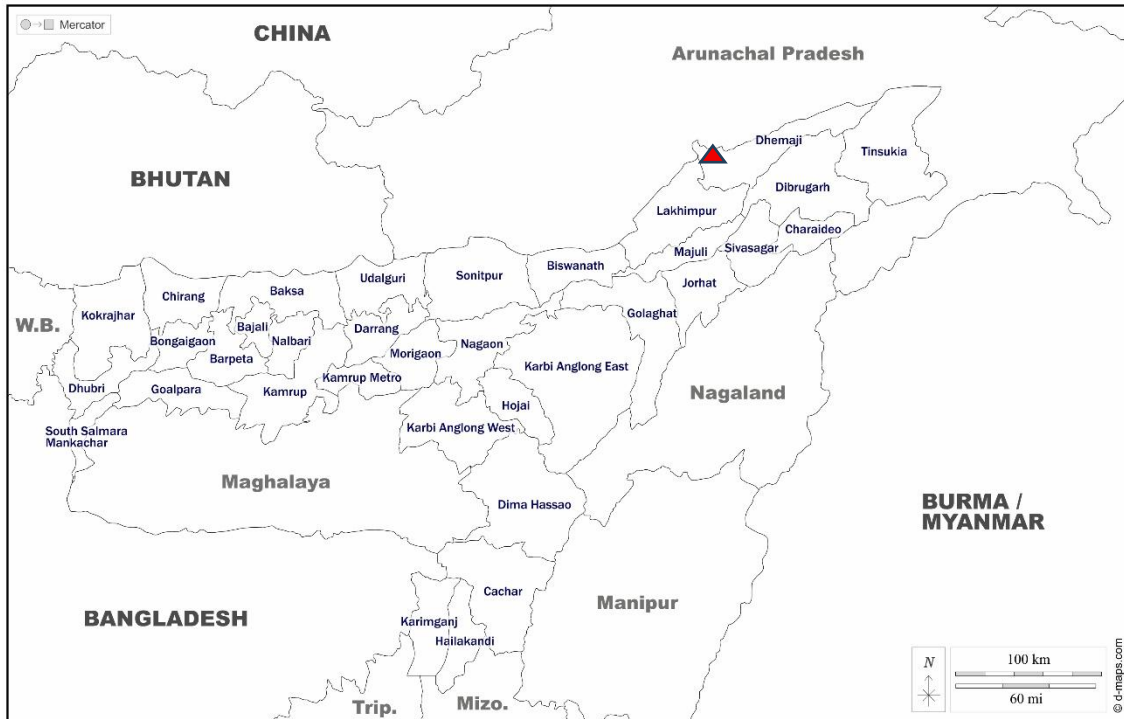 Mercator
CHINA
Arunachal Pradesh
Dhemaji
Tinsukia
BHUTAN
Dibrugarh
Lakhimpur
Charaideo
Majuli
Sivasagar
Biswanath
Udalguri
Sonitpur
Jorhat
Baksa
Chirang
Kokrajhar
Golaghat
W.B.
Bajali
Darrang
Bongaigaon
Nalbari
Nagaon
Morigaon
Barpeta
Karbi Anglong East
Kamrup Metro
Dhubri
Goalpara
Kamrup
Nagaland
Hojai
South Salmara
Mankachar
Karbi Anglong West
Maghalaya
Dima Hassao
BURMA /
MYANMAR
Cachar
Manipur
BANGLADESH
Karimganj
Hailakandi
N
100 km
60 mi
Trip.
Mizo.
© d-maps.com